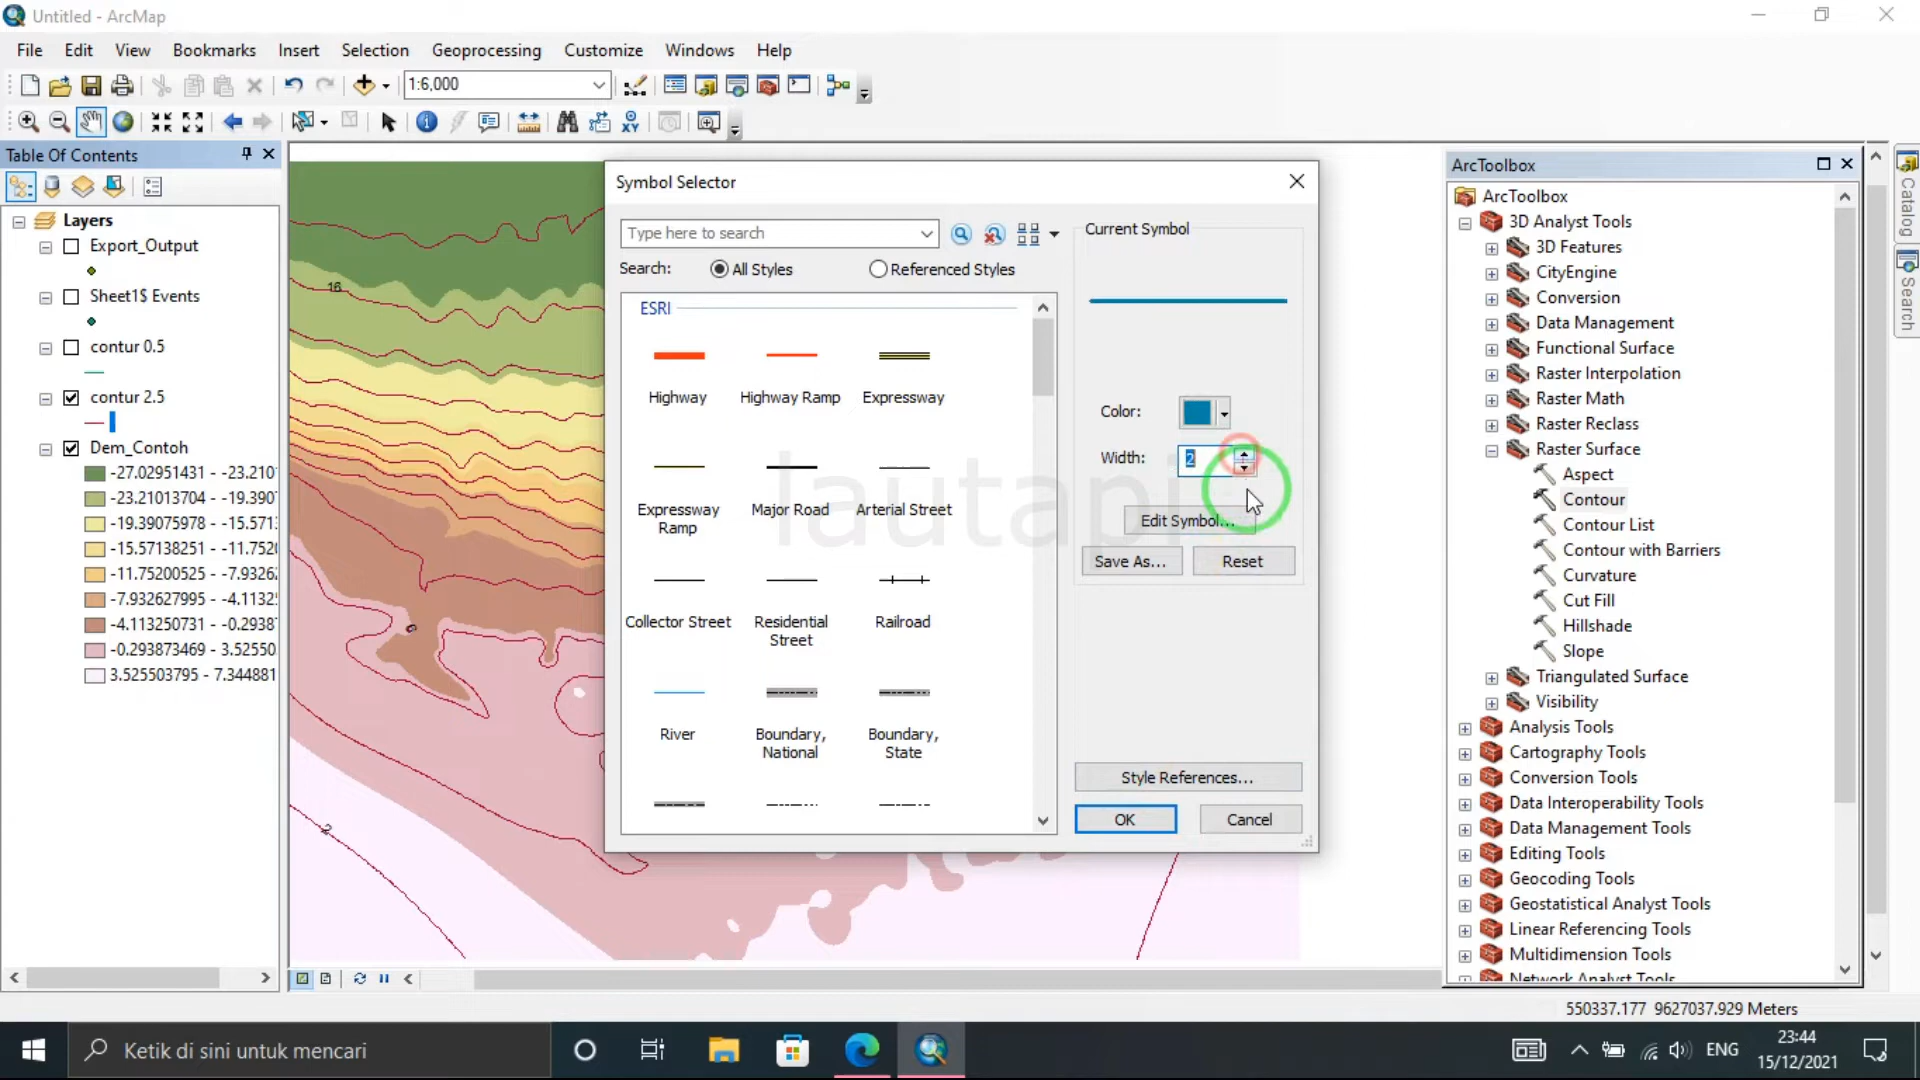 Untitled - ArcMap
File Edit View Bookmarks Insert Selection Geoprocessing Customize Windows Help
1:6,000
Table Of Contents
Layers
Export_Output
Sheet1$ Events
contur 0.5
contur 2.5
Dem_Contoh
-27.02951431 - -23.210
-23.21013704 - -19.390
-19.39075978 - -15.571
-15.57138251 - -11.752
-11.75200525 - -7.9326
-7.932627995 - -4.1132
-4.113250731 - -0.2938
-0.293873469 - 3.52550
3.525503795 - 7.344881
16
6
2
Symbol Selector
Type here to search
Search: All Styles Referenced Styles
ESRI
Highway Highway Ramp Expressway
Expressway Ramp Major Road Arterial Street
Collector Street Residential Street Railroad
River Boundary, National Boundary, State
Current Symbol
Color:
Width: 2
Edit Symbol...
Save As... Reset
Style References...
OK Cancel
lautapi
ArcToolbox
ArcToolbox
3D Analyst Tools
3D Features
CityEngine
Conversion
Data Management
Functional Surface
Raster Interpolation
Raster Math
Raster Reclass
Raster Surface
Aspect
Contour
Contour List
Contour with Barriers
Curvature
Cut Fill
Hillshade
Slope
Triangulated Surface
Visibility
Analysis Tools
Cartography Tools
Conversion Tools
Data Interoperability Tools
Data Management Tools
Editing Tools
Geocoding Tools
Geostatistical Analyst Tools
Linear Referencing Tools
Multidimension Tools
Network Analyst Tools
Catalog
Search
550337.177 9627037.929 Meters
Ketik di sini untuk mencari
ENG
23:44
15/12/2021